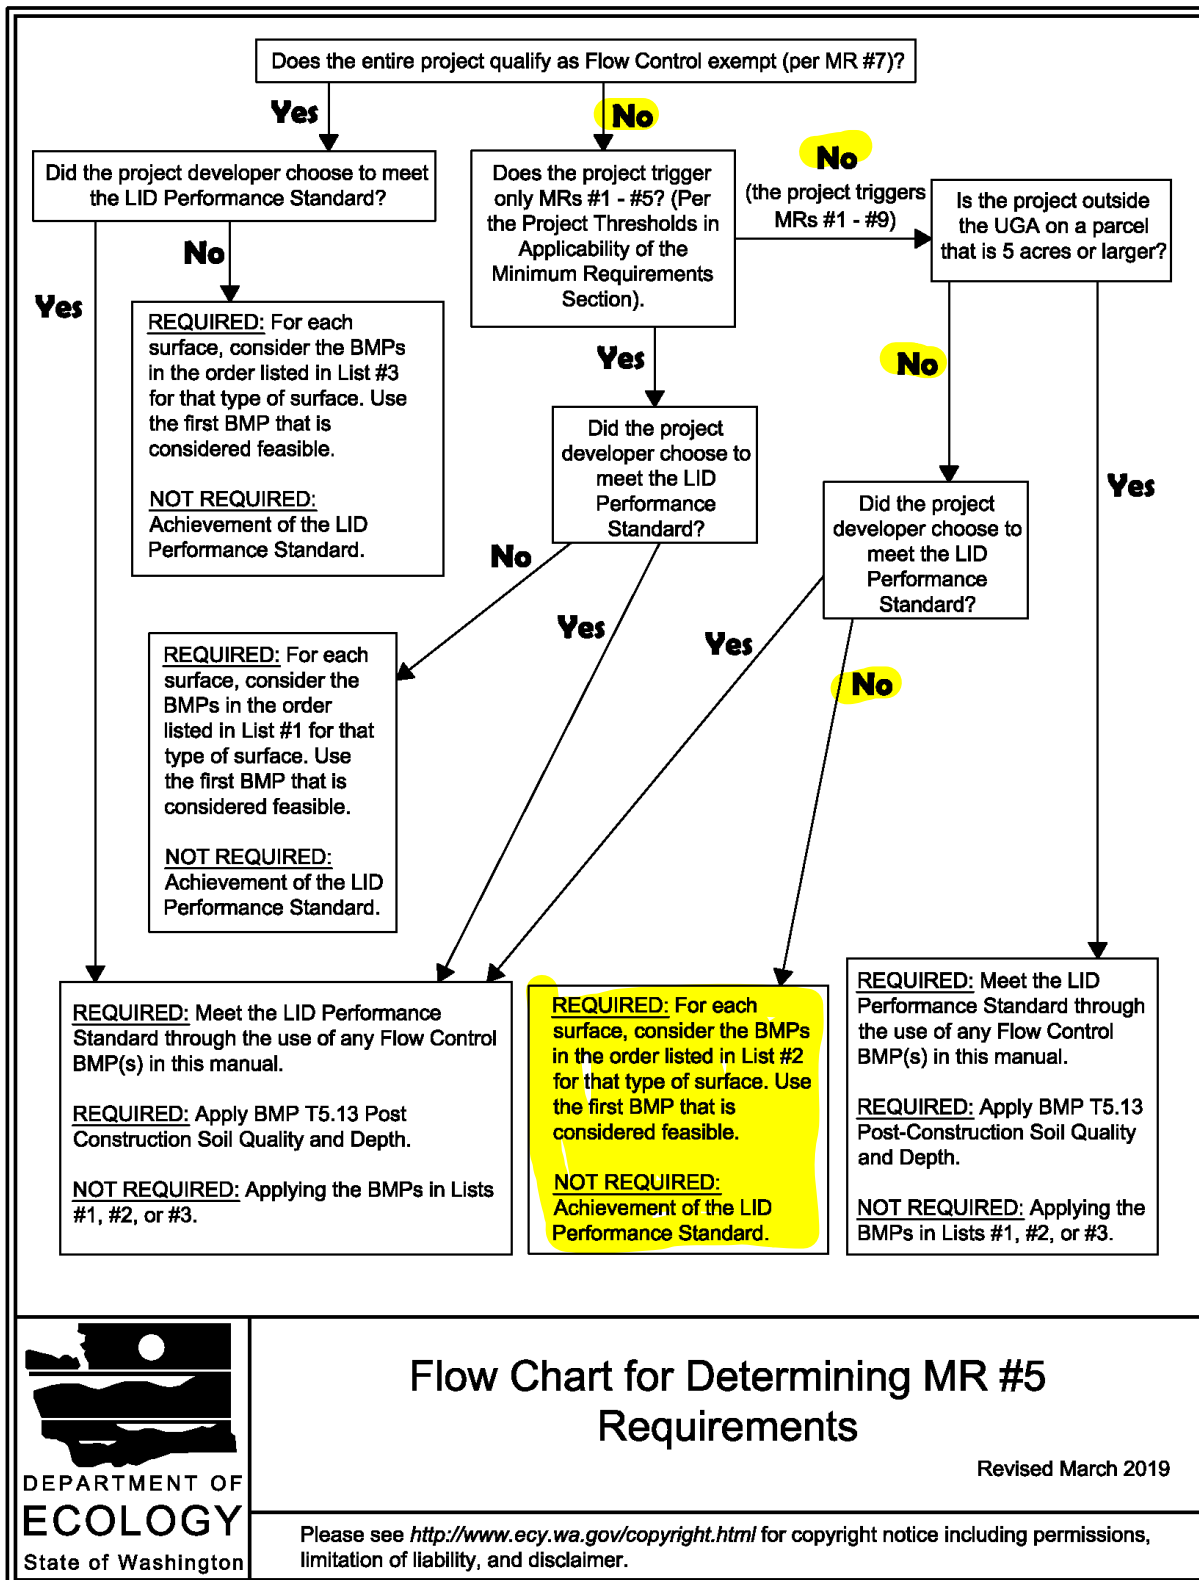 Does the entire project qualify as Flow Control exempt (per MR #7)?
Yes
No
Did the project developer choose to meet
the LID Performance Standard?
Does the project trigger
only MRs #1 - #5? (Per
the Project Thresholds in
Applicability of the
Minimum Requirements
Section).
No
(the project triggers
MRs #1 - #9)
Is the project outside
the UGA on a parcel
that is 5 acres or larger?
No
Yes
REQUIRED: For each
surface, consider the BMPs
in the order listed in List #3
for that type of surface. Use
the first BMP that is
considered feasible.
NOT REQUIRED:
Achievement of the LID
Performance Standard.
Yes
No
Did the project
developer choose to
meet the LID
Performance
Standard?
Yes
Did the project
developer choose to
meet the LID
Performance
Standard?
No
Yes
Yes
No
REQUIRED: For each
surface, consider the
BMPs in the order
listed in List #1 for that
type of surface. Use
the first BMP that is
considered feasible.
NOT REQUIRED:
Achievement of the LID
Performance Standard.
REQUIRED: Meet the LID Performance
Standard through the use of any Flow Control
BMP(s) in this manual.
REQUIRED: Apply BMP T5.13 Post
Construction Soil Quality and Depth.
NOT REQUIRED: Applying the BMPs in Lists
#1, #2, or #3.
REQUIRED: For each
surface, consider the BMPs
in the order listed in List #2
for that type of surface. Use
the first BMP that is
considered feasible.
NOT REQUIRED:
Achievement of the LID
Performance Standard.
REQUIRED: Meet the LID
Performance Standard through
the use of any Flow Control
BMP(s) in this manual.
REQUIRED: Apply BMP T5.13
Post-Construction Soil Quality
and Depth.
NOT REQUIRED: Applying the
BMPs in Lists #1, #2, or #3.
DEPARTMENT OF
ECOLOGY
State of Washington
Flow Chart for Determining MR #5
Requirements
Revised March 2019
Please see http://www.ecy.wa.gov/copyright.html for copyright notice including permissions,
limitation of liability, and disclaimer.